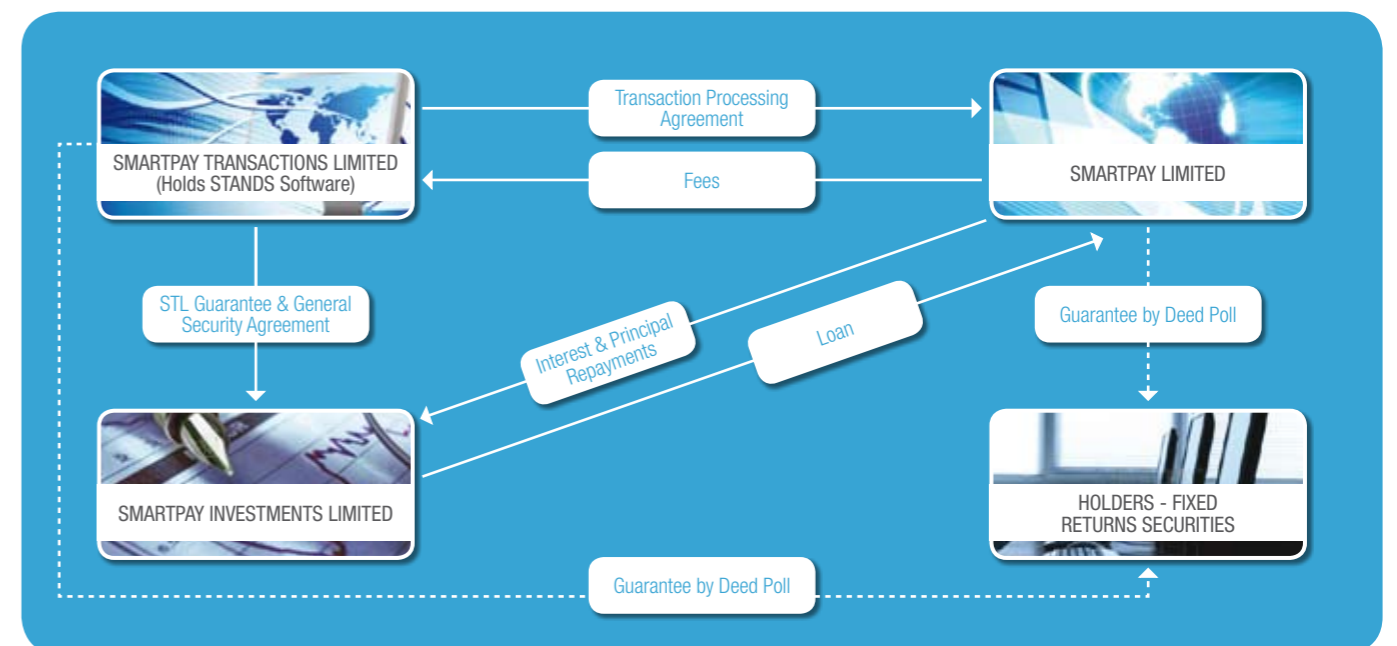 Transaction Processing
Agreement
SMARTPAY TRANSACTIONS LIMITED
(Holds STANDS Software)
Fees
SMARTPAY LIMITED
STL Guarantee & General
Security Agreement
Interest & Principal
Repayments
Loan
Guarantee by Deed Poll
SMARTPAY INVESTMENTS LIMITED
HOLDERS - FIXED
RETURNS SECURITIES
Guarantee by Deed Poll